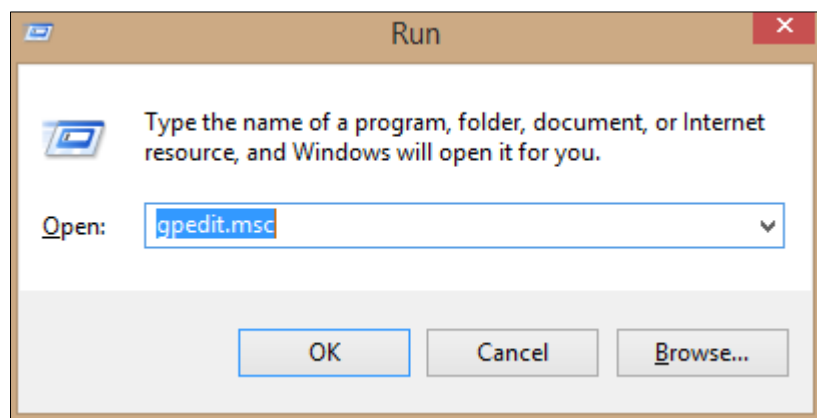 Run
Type the name of a program, folder, document, or Internet
resource, and Windows will open it for you.
Open: gpedit.msc
OK Cancel Browse...